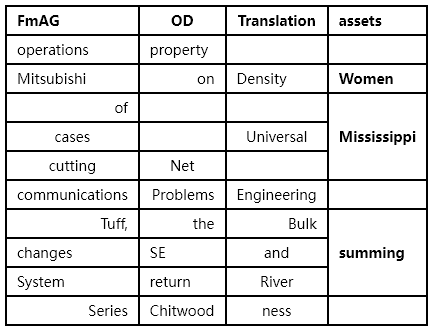 FmAG OD Translation assets
operations property
Mitsubishi on Density Women
of
cases Universal Mississippi
cutting Net
communications Problems Engineering
Tuff, the Bulk
changes SE and summing
System return River
Series Chitwood ness